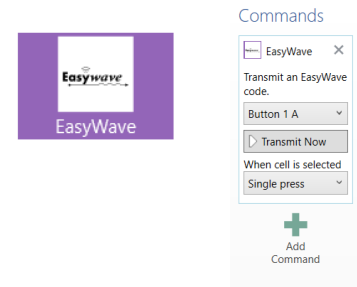 Easywave
EasyWave
Commands
EasyWave
Transmit an EasyWave
code.
Button 1 A
Transmit Now
When cell is selected
Single press
Add
Command